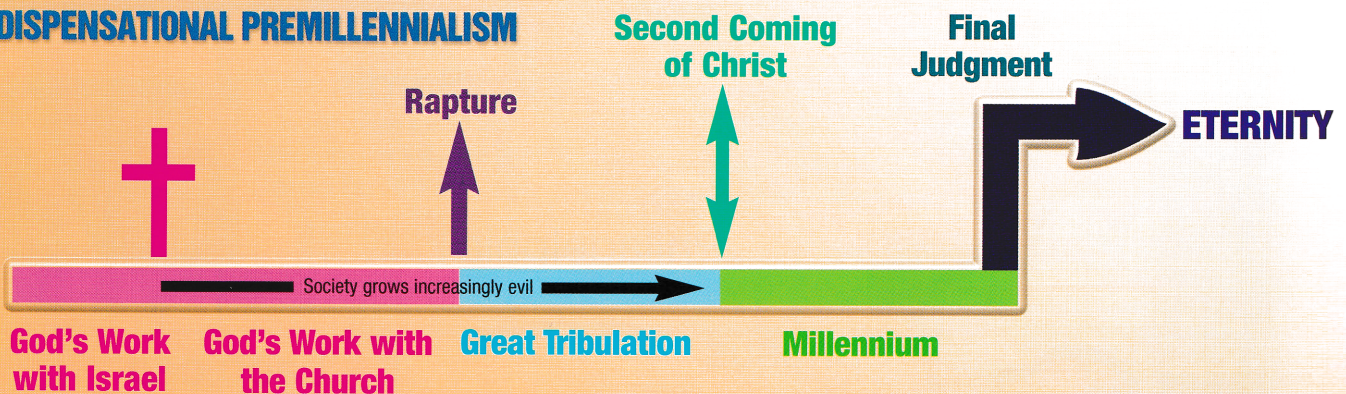 DISPENSATIONAL PREMILLENNIALISM
Second Coming
of Christ
Final
Judgment
Rapture
ETERNITY
Society grows increasingly evil
God's Work
with Israel
God's Work with
the Church
Great Tribulation
Millennium